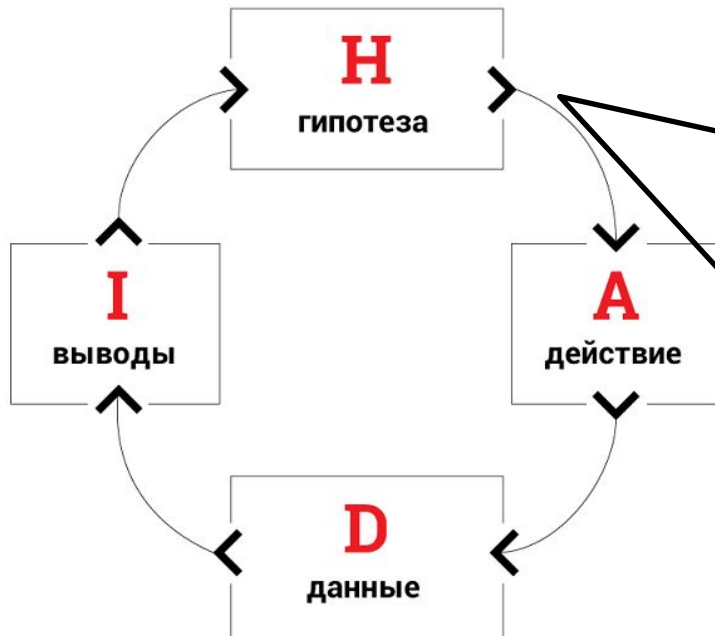 H
гипотеза
A
действие
D
данные
I
выводы